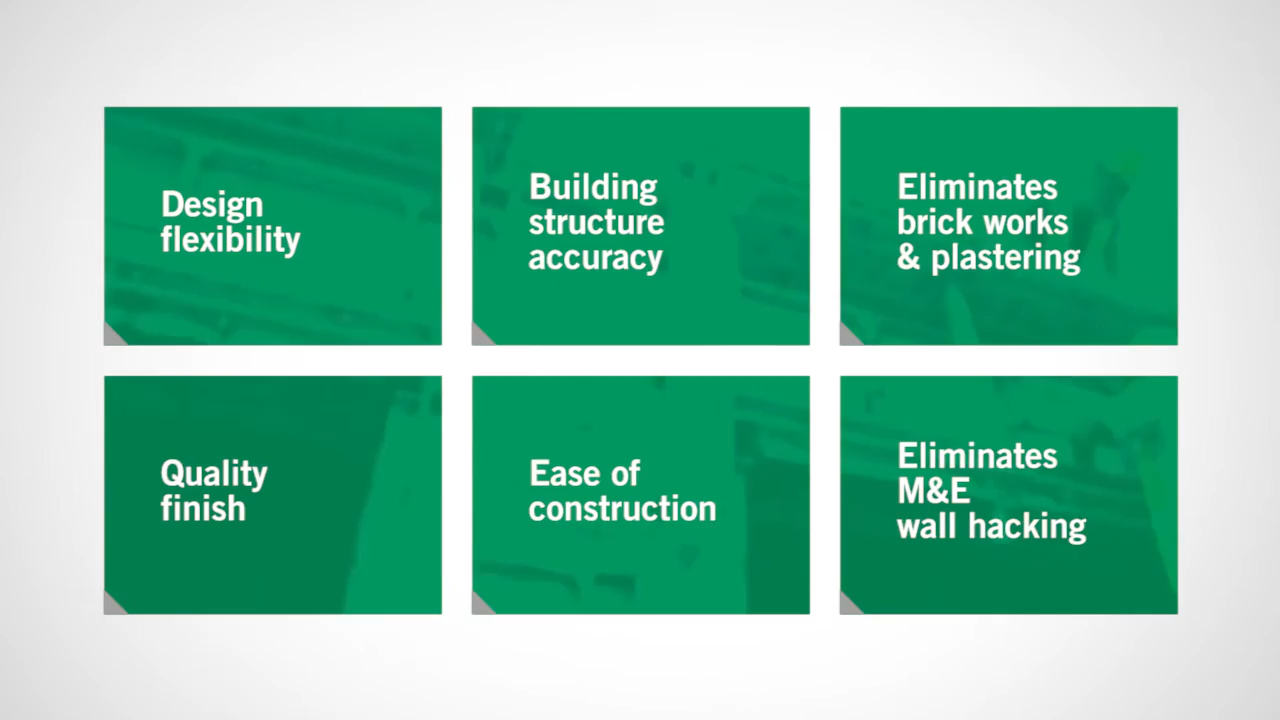 Design
flexibility
Building
structure
accuracy
Eliminates
brick works
& plastering
Quality
finish
Ease of
construction
Eliminates
M&E
wall hacking